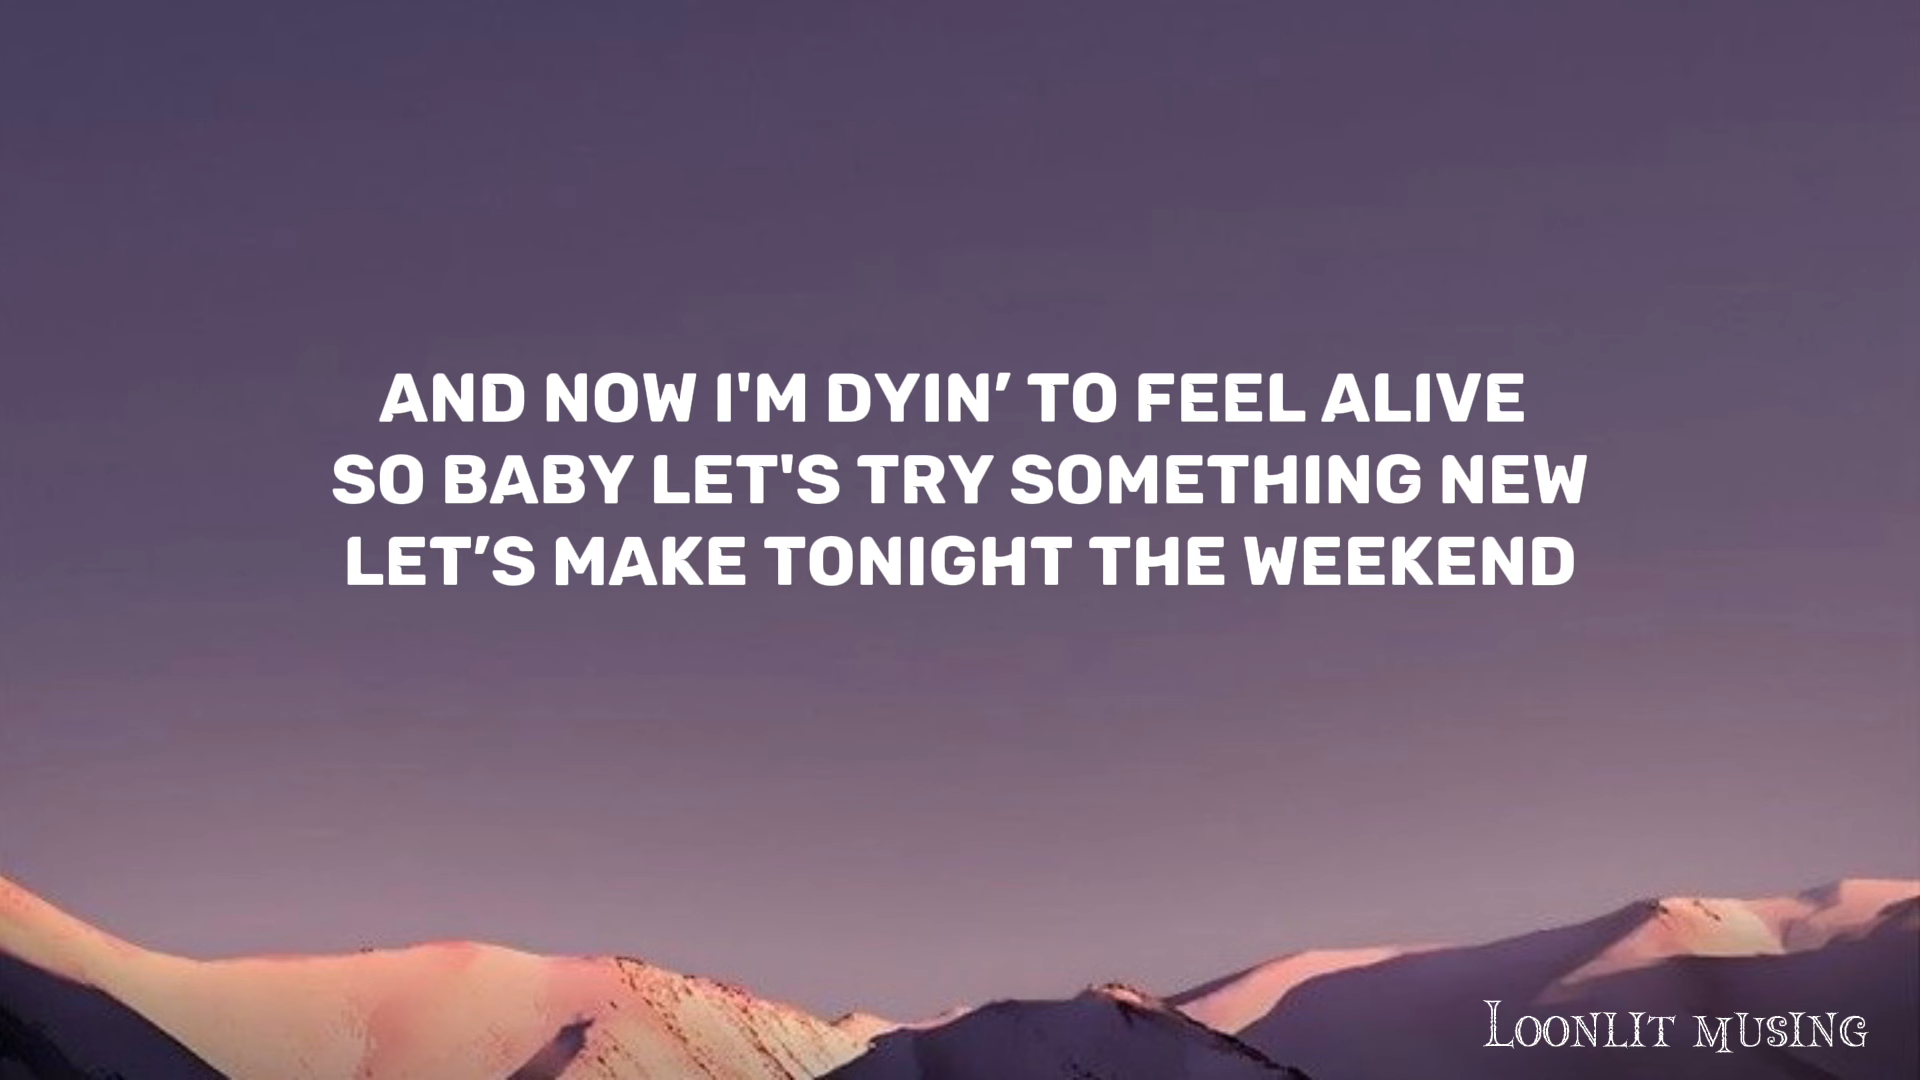 AND NOW I'M DYIN’ TO FEEL ALIVE
SO BABY LET'S TRY SOMETHING NEW
LET’S MAKE TONIGHT THE WEEKEND
LOONLIT MUSING